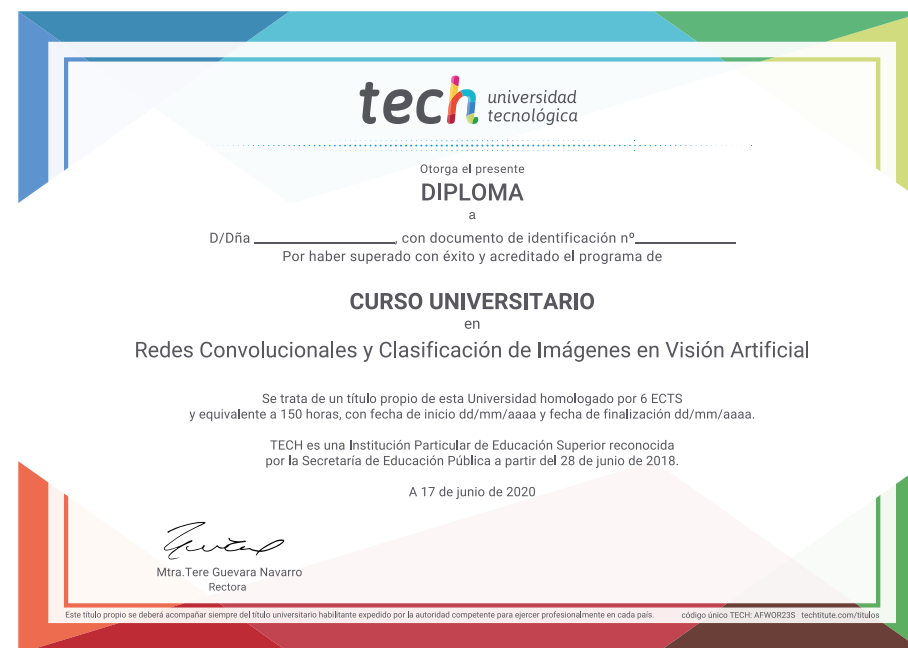 tech universidad
tecnológica
Otorga el presente
DIPLOMA
a
D/Dña ________________, con documento de identificación nº____________
Por haber superado con éxito y acreditado el programa de
CURSO UNIVERSITARIO
en
Redes Convolucionales y Clasificación de Imágenes en Visión Artificial
Se trata de un título propio de esta Universidad homologado por 6 ECTS
y equivalente a 150 horas, con fecha de inicio dd/mm/aaaa y fecha de finalización dd/mm/aaaa.
TECH es una Institución Particular de Educación Superior reconocida
por la Secretaría de Educación Pública a partir del 28 de junio de 2018.
A 17 de junio de 2020
Mtra.Tere Guevara Navarro
Rectora
Este título propio se deberá acompañar siempre del título universitario habilitante expedido por la autoridad competente para ejercer profesionalmente en cada país. código único TECH: AFWOR23S techtitute.com/titulos